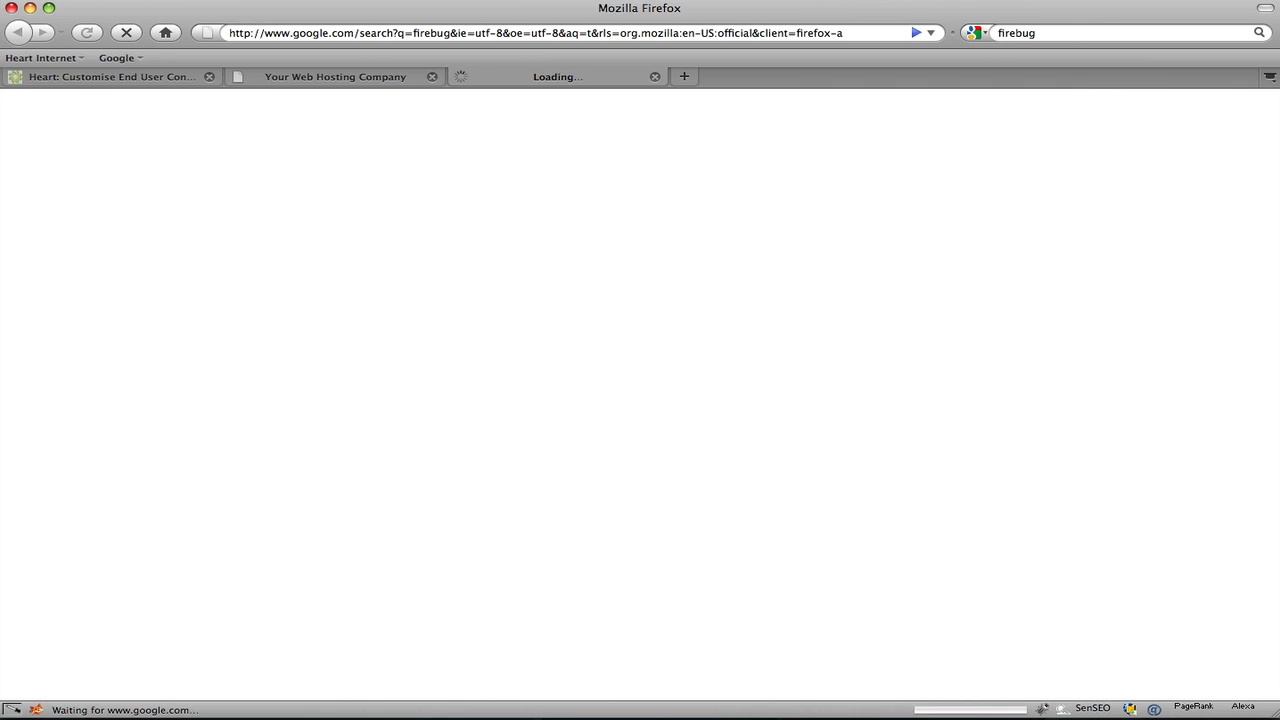 Mozilla Firefox
http://www.google.com/search?q=firebug&ie=utf-8&oe=utf-8&aq=t&rls=org.mozilla:en-US:official&client=firefox-a
firebug
Heart Internet Google
Heart: Customise End User Con... Your Web Hosting Company Loading...
Waiting for www.google.com... SenSEO @ PageRank Alexa